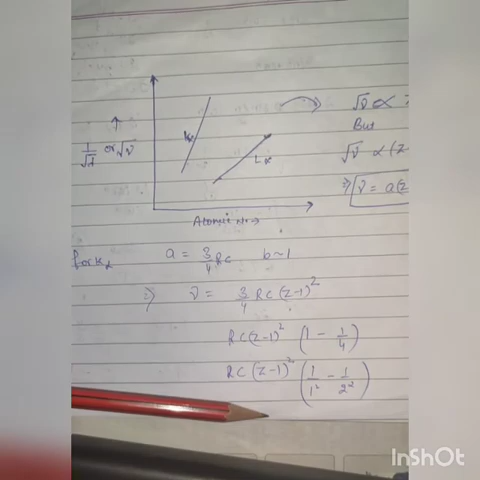 √ν ∝
Kα
But
1/√λ or √ν
Lα
√ν ∝ (Z
⇒ ν = a(z
Atomic no →
for Kα a = 3/4 RC b ~ 1
⇒ ν = 3/4 RC (Z-1)²
RC (Z-1)² (1 - 1/4)
RC (Z-1)² (1/1² - 1/2²)
InShOt